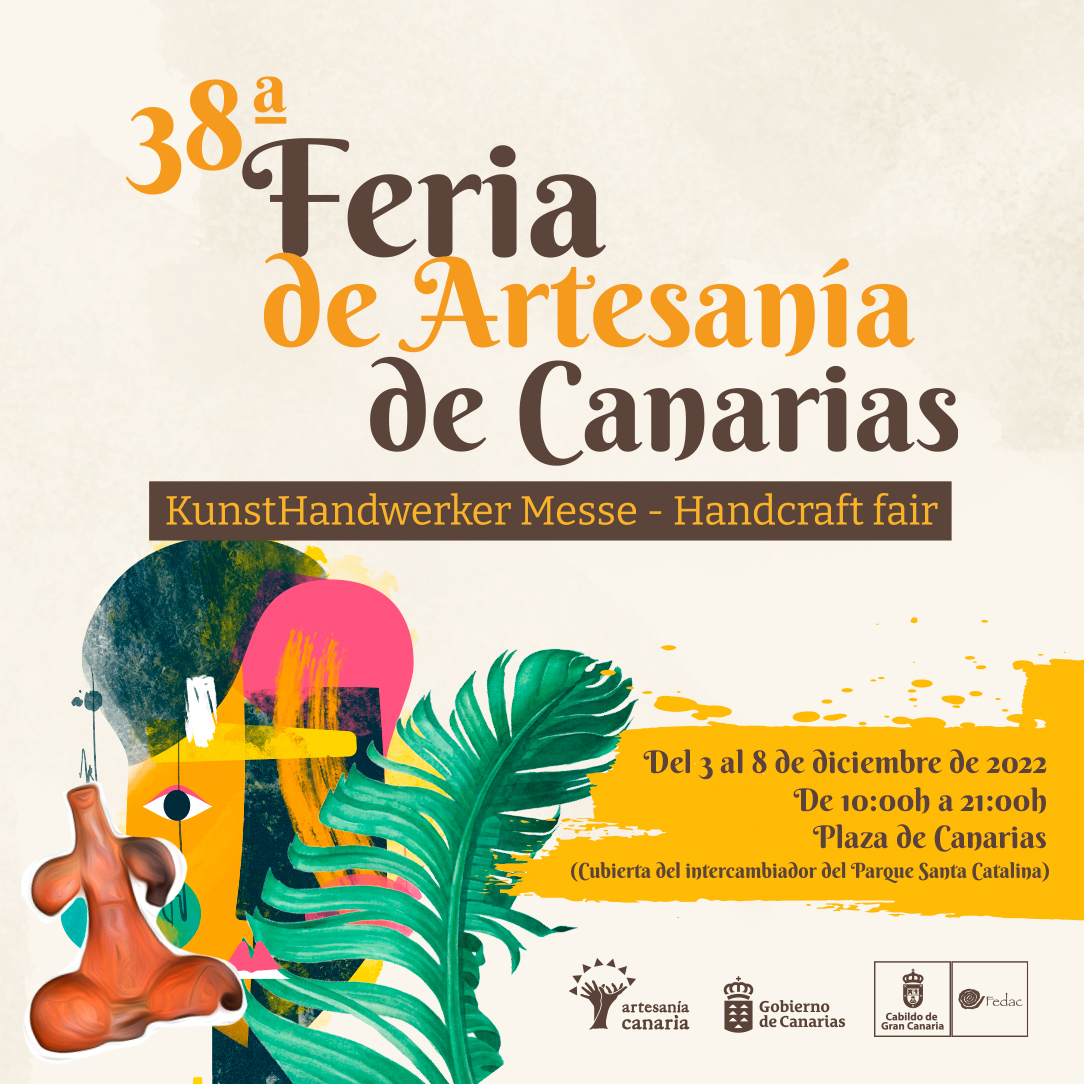 38ª
Feria
de Artesanía
de Canarias
KunstHandwerker Messe - Handcraft fair
Del 3 al 8 de diciembre de 2022
De 10:00h a 21:00h
Plaza de Canarias
(Cubierta del intercambiador del Parque Santa Catalina)
artesanía
canaria
Gobierno
de Canarias
Cabildo de
Gran Canaria
Fedac